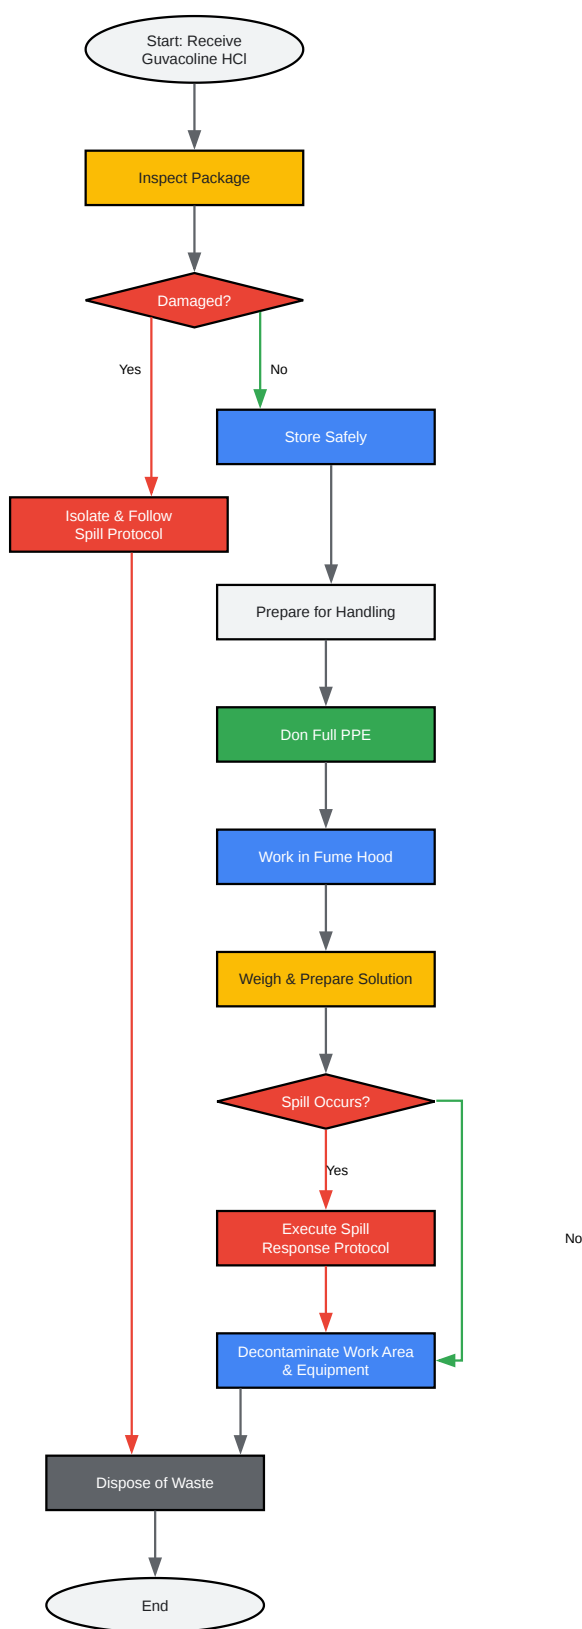 Start: Receive
Guvacoline HCl
Inspect Package
Damaged?
Yes
No
Store Safely
Isolate & Follow
Spill Protocol
Prepare for Handling
Don Full PPE
Work in Fume Hood
Weigh & Prepare Solution
Spill Occurs?
Yes
Execute Spill
Response Protocol
No
Decontaminate Work Area
& Equipment
Dispose of Waste
End